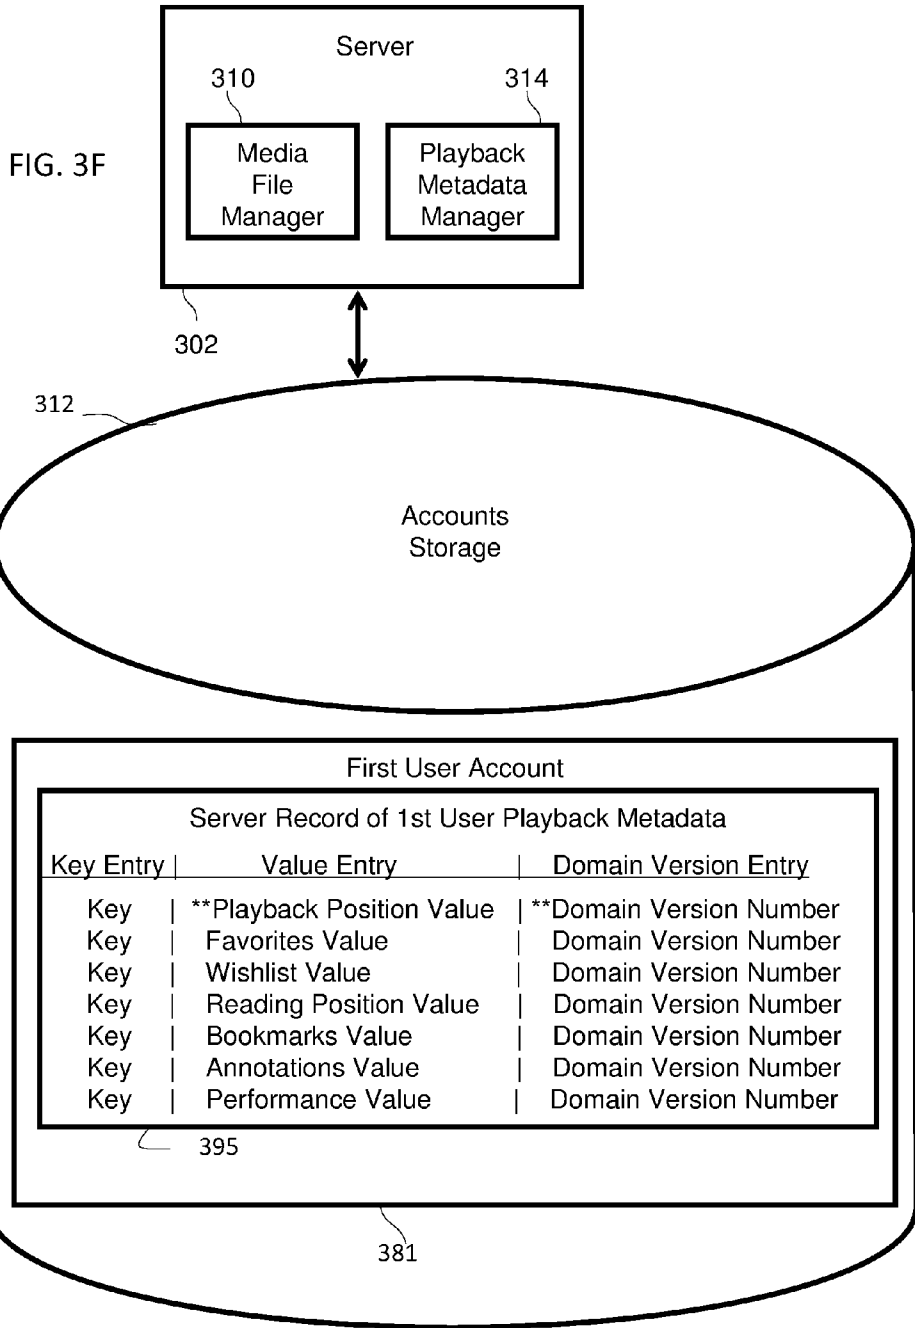 Server
310
314
FIG. 3F
Media
File
Manager
Playback
Metadata
Manager
302
312
Accounts
Storage
First User Account
Server Record of 1st User Playback Metadata
Key Entry | Value Entry | Domain Version Entry
Key | **Playback Position Value | **Domain Version Number
Key | Favorites Value | Domain Version Number
Key | Wishlist Value | Domain Version Number
Key | Reading Position Value | Domain Version Number
Key | Bookmarks Value | Domain Version Number
Key | Annotations Value | Domain Version Number
Key | Performance Value | Domain Version Number
395
381